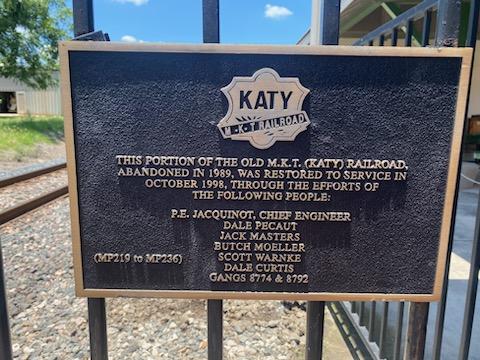 KATY
M-K-T RAILROAD
THIS PORTION OF THE OLD M.K.T. (KATY) RAILROAD,
ABANDONED IN 1989, WAS RESTORED TO SERVICE IN
OCTOBER 1998, THROUGH THE EFFORTS OF
THE FOLLOWING PEOPLE:
P.E. JACQUINOT, CHIEF ENGINEER
DALE PECAUT
JACK MASTERS
BUTCH MOELLER
SCOTT WARNKE
DALE CURTIS
GANGS 8774 & 8792
(MP219 to MP236)